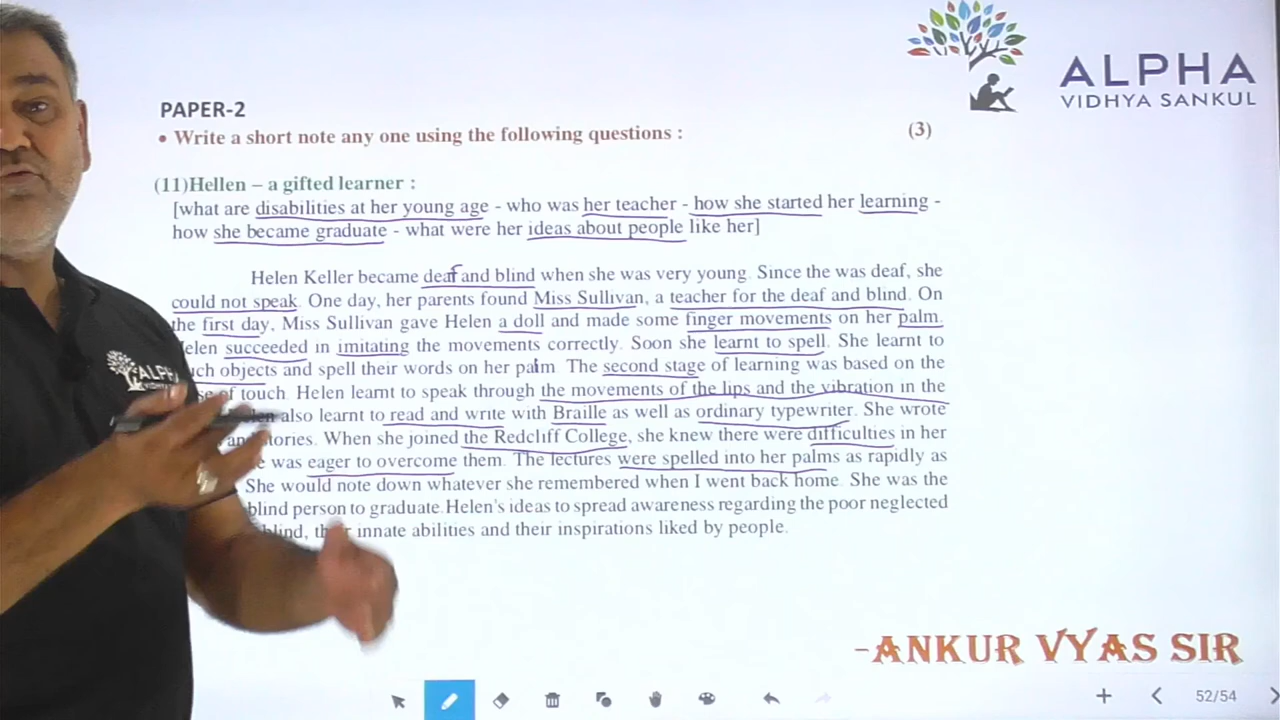 ALPHA
VIDHYA SANKUL
PAPER-2
• Write a short note any one using the following questions : (3)
(11)Hellen – a gifted learner :
[what are disabilities at her young age - who was her teacher - how she started her learning -
how she became graduate - what were her ideas about people like her]
Helen Keller became deaf and blind when she was very young. Since the was deaf, she
could not speak. One day, her parents found Miss Sullivan, a teacher for the deaf and blind. On
the first day, Miss Sullivan gave Helen a doll and made some finger movements on her palm.
elen succeeded in imitating the movements correctly. Soon she learnt to spell. She learnt to
uch objects and spell their words on her palm The second stage of learning was based on the
se of touch. Helen learnt to speak through the movements of the lips and the vibration in the
also learnt to read and write with Braille as well as ordinary typewriter. She wrote
an tories. When she joined the Redcliff College, she knew there were difficulties in her
e was eager to overcome them. The lectures were spelled into her palms as rapidly as
She would note down whatever she remembered when I went back home. She was the
blind person to graduate.Helen's ideas to spread awareness regarding the poor neglected
blind, their innate abilities and their inspirations liked by people.
ALPHA
-ANKUR VYAS SIR
52/54